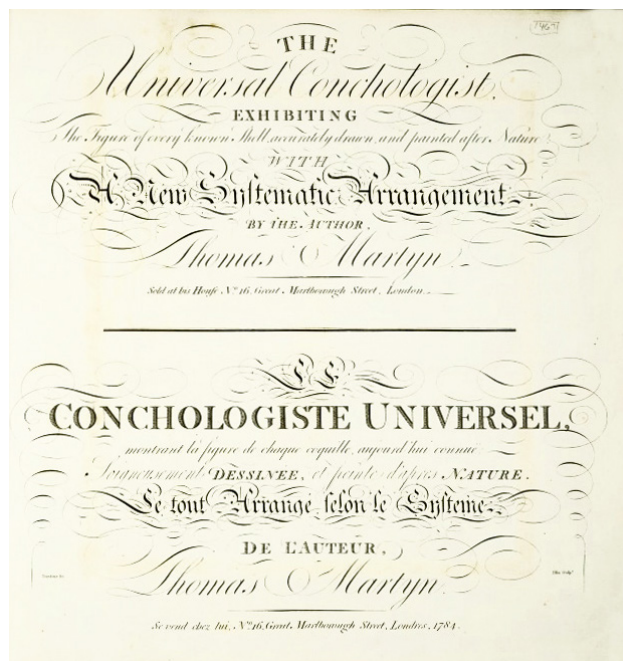 THE
Universal Conchologist,
EXHIBITING
The Figure of every known Shell, accurately drawn, and painted after Nature
WITH
A New Systematic Arrangement
BY THE AUTHOR.
Thomas Martyn
Sold at his House Nº. 16, Great Marlborough Street, London.
LE
CONCHOLOGISTE UNIVERSEL,
montrant la figure de chaque coquille, aujourd'hui connue
Soigneusement DESSINEE, et peinte d'apres NATURE.
Le tout Arrangé selon le Systeme
DE L'AUTEUR,
Thomas Martyn
Se vend chez lui, Nº. 16, Great Marlborough Street, Londres, 1784.